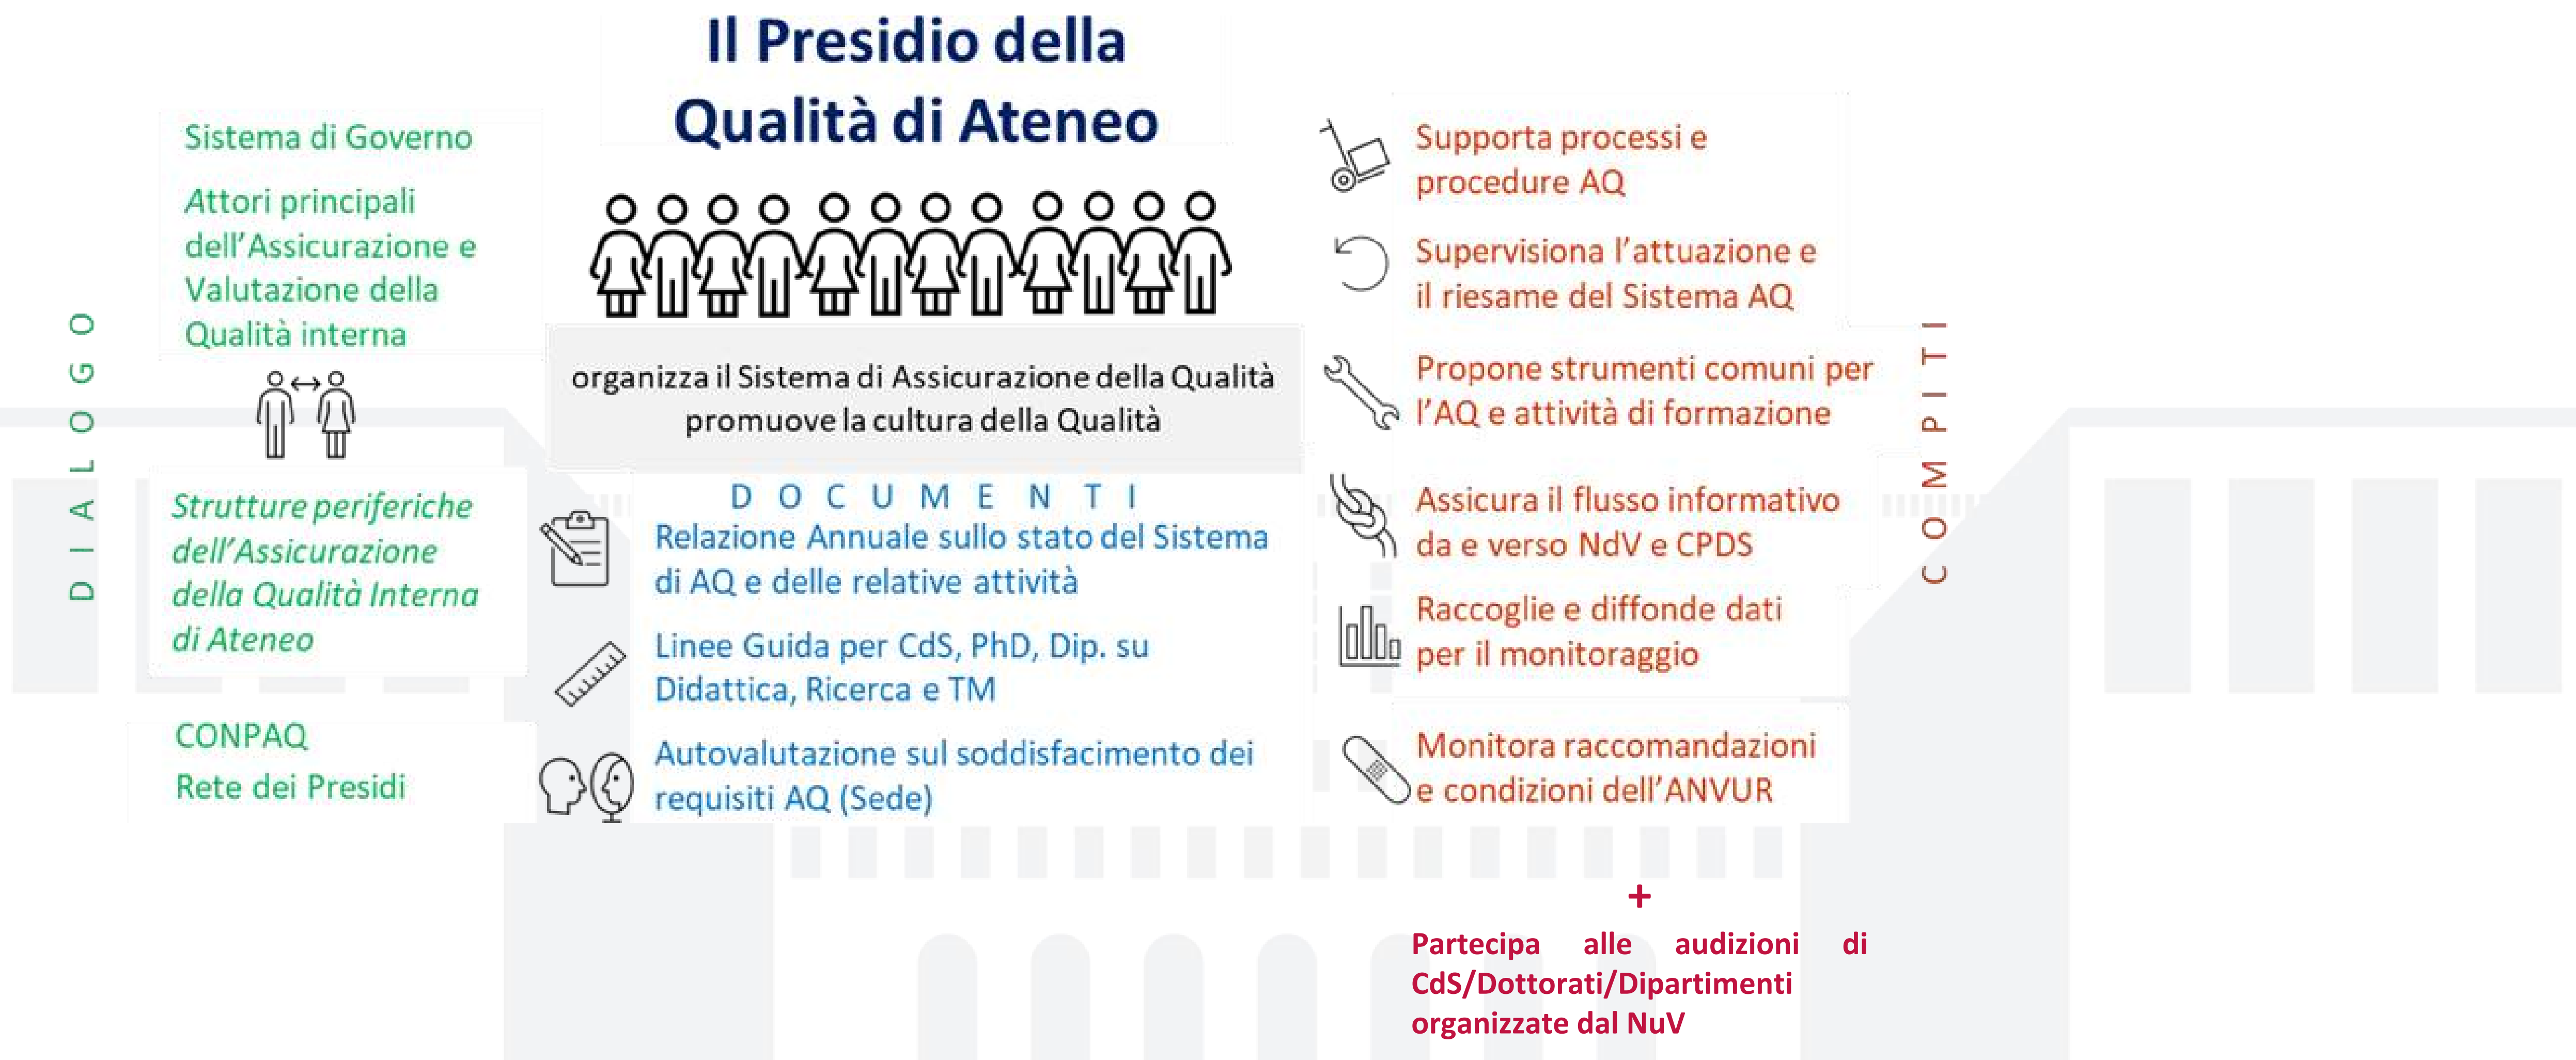 Il Presidio della
Qualità di Ateneo
DIALOGO
Sistema di Governo
Attori principali
dell'Assicurazione e
Valutazione della
Qualità interna
Strutture periferiche
dell'Assicurazione
della Qualità Interna
di Ateneo
CONPAQ
Rete dei Presidi
organizza il Sistema di Assicurazione della Qualità
promuove la cultura della Qualità
DOCUMENTI
Relazione Annuale sullo stato del Sistema
di AQ e delle relative attività
Linee Guida per CdS, PhD, Dip. su
Didattica, Ricerca e TM
Autovalutazione sul soddisfacimento dei
requisiti AQ (Sede)
COMPITI
Supporta processi e
procedure AQ
Supervisiona l'attuazione e
il riesame del Sistema AQ
Propone strumenti comuni per
l'AQ e attività di formazione
Assicura il flusso informativo
da e verso NdV e CPDS
Raccoglie e diffonde dati
per il monitoraggio
Monitora raccomandazioni
e condizioni dell'ANVUR
+
Partecipa alle audizioni di
CdS/Dottorati/Dipartimenti
organizzate dal NuV